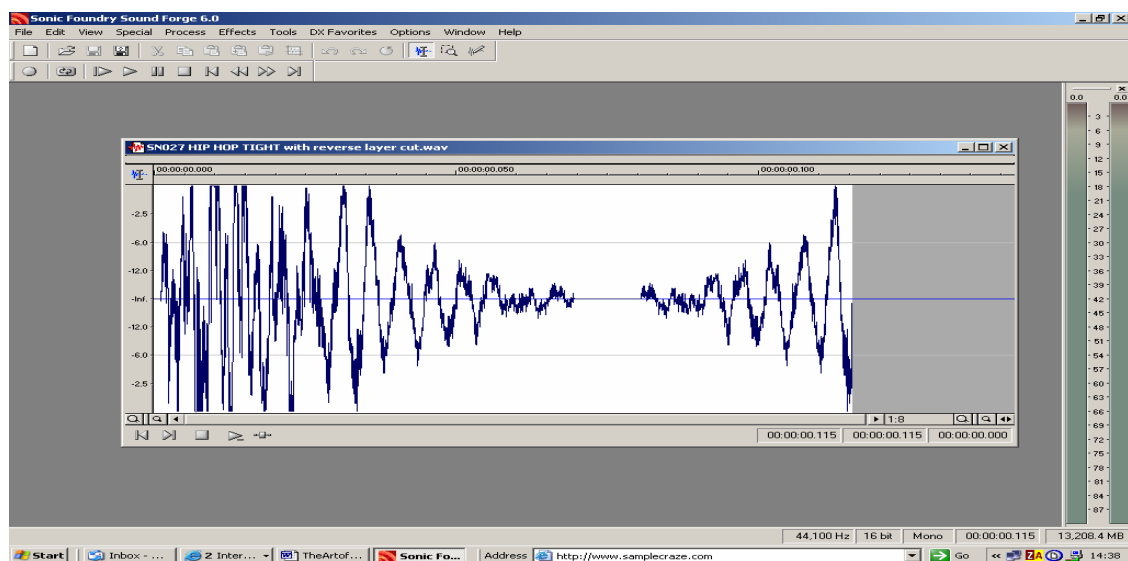 Sonic Foundry Sound Forge 6.0
File Edit View Special Process Effects Tools DX Favorites Options Window Help
SN027 HIP HOP TIGHT with reverse layer cut.wav
00:00:00.000 00:00:00.050 00:00:00.100
-2.5
-6.0
-12.0
-Inf.
-12.0
-6.0
-2.5
1:8
00:00:00.115 00:00:00.115 00:00:00.000
0.0 0.0
- 3 -
- 6 -
- 9 -
- 12 -
- 15 -
- 18 -
- 21 -
- 24 -
- 27 -
- 30 -
- 33 -
- 36 -
- 39 -
- 42 -
- 45 -
- 48 -
- 51 -
- 54 -
- 57 -
- 60 -
- 63 -
- 66 -
- 69 -
- 72 -
- 75 -
- 78 -
- 81 -
- 84 -
- 87 -
44,100 Hz 16 bit Mono 00:00:00.115 13,208.4 MB
Start Inbox - ... 2 Inter... TheArtof... Sonic Fo... Address http://www.samplecraze.com Go « ZA 14:38